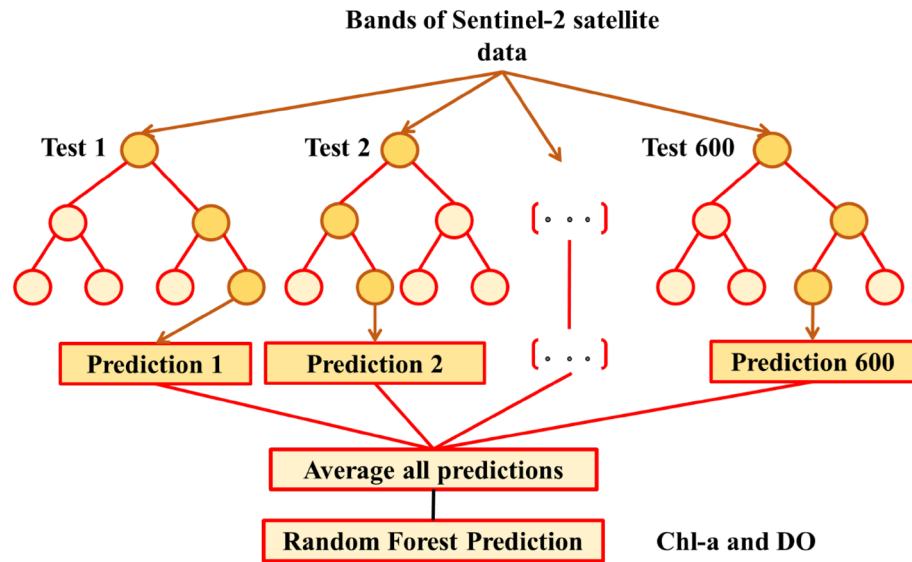 Bands of Sentinel-2 satellite
data
Test 1
Test 2
Test 600
[. . .]
[. . .]
Prediction 1
Prediction 2
Prediction 600
Average all predictions
Random Forest Prediction
Chl-a and DO